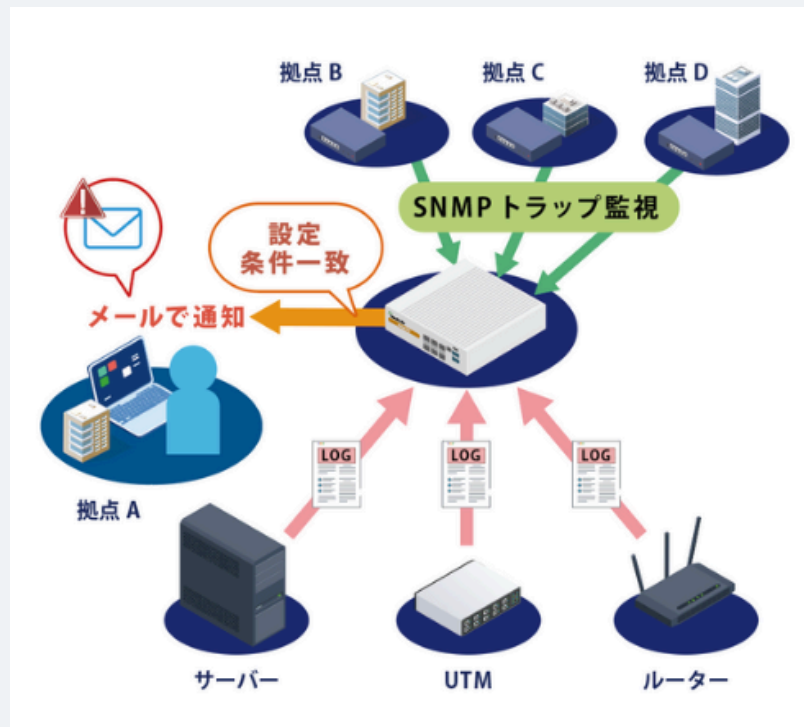 拠点 B
拠点 C
拠点 D
SNMP トラップ監視
設定
条件一致
メールで通知
拠点 A
LOG
LOG
LOG
サーバー
UTM
ルーター